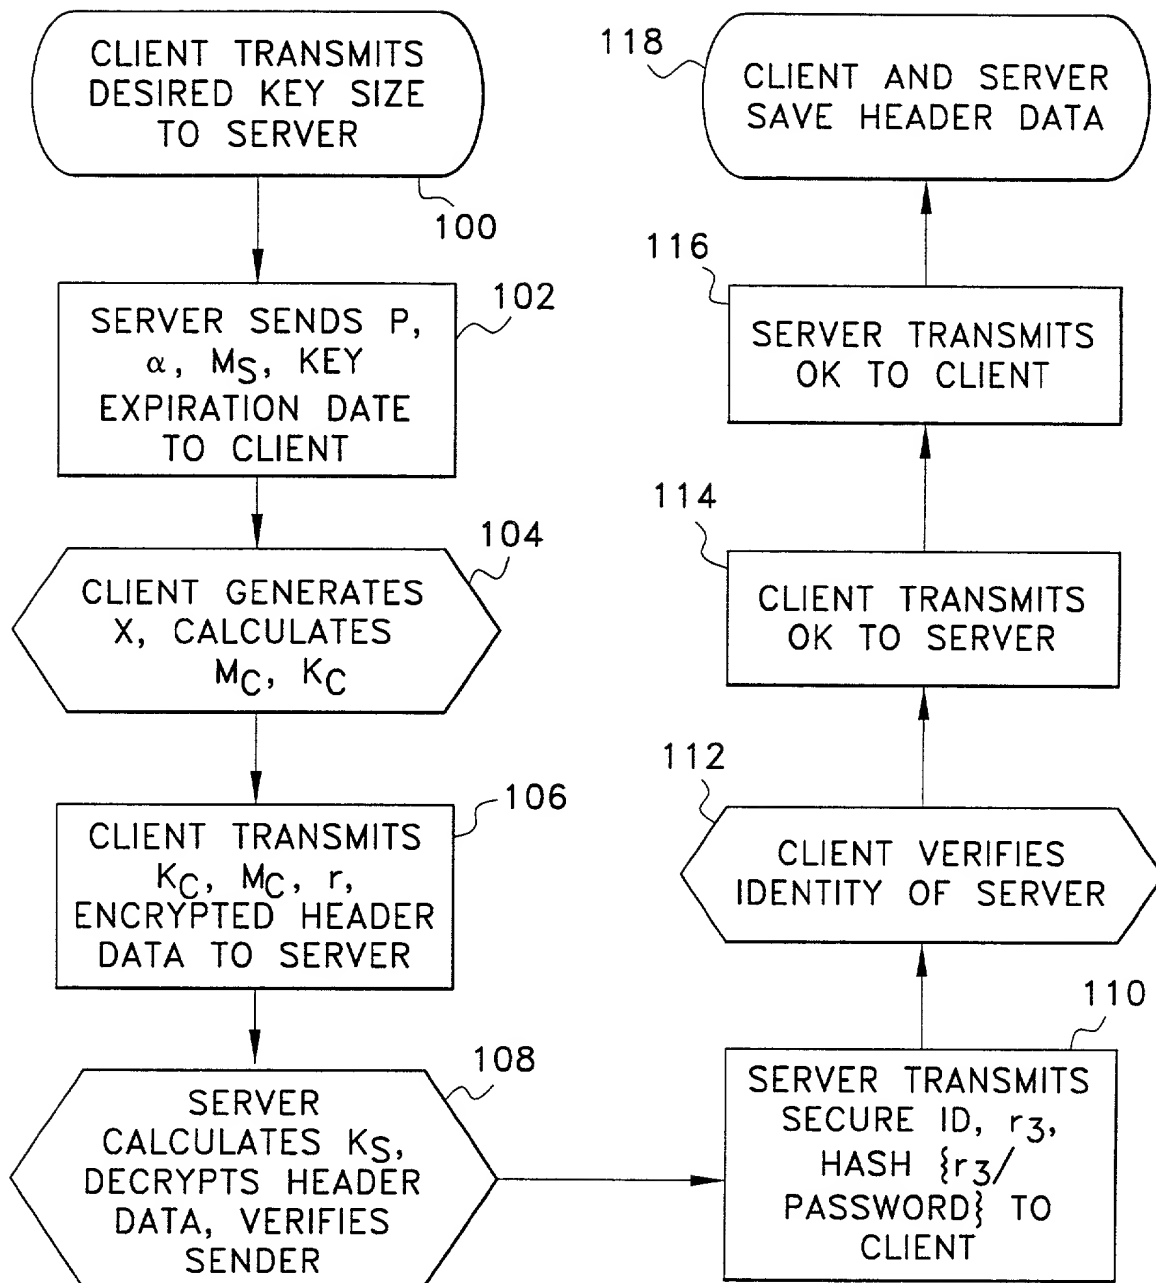 CLIENT TRANSMITS
DESIRED KEY SIZE
TO SERVER
100
SERVER SENDS P,
α, MS, KEY
EXPIRATION DATE
TO CLIENT
102
CLIENT GENERATES
X, CALCULATES
MC, KC
104
CLIENT TRANSMITS
KC, MC, r,
ENCRYPTED HEADER
DATA TO SERVER
106
SERVER
CALCULATES KS,
DECRYPTS HEADER
DATA, VERIFIES
SENDER
108
SERVER TRANSMITS
SECURE ID, r3,
HASH {r3/
PASSWORD} TO
CLIENT
110
CLIENT VERIFIES
IDENTITY OF SERVER
112
CLIENT TRANSMITS
OK TO SERVER
114
SERVER TRANSMITS
OK TO CLIENT
116
CLIENT AND SERVER
SAVE HEADER DATA
118